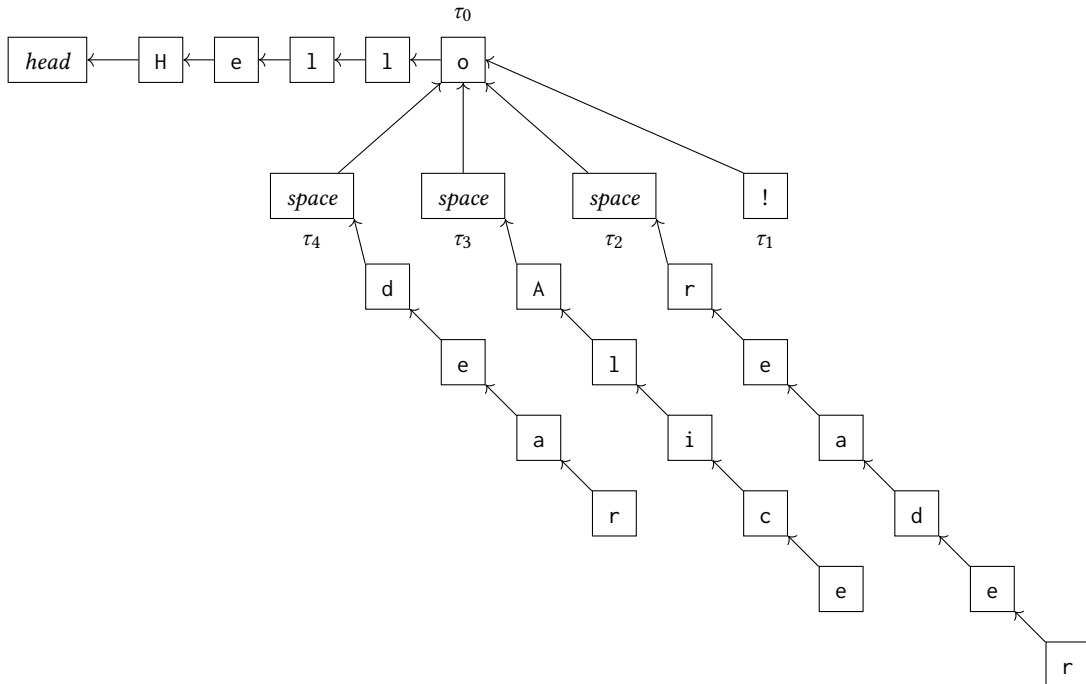 τ0
head H e l l o
space space space !
τ4 τ3 τ2 τ1
d A r
e l e
a i a
r c d
e e
r